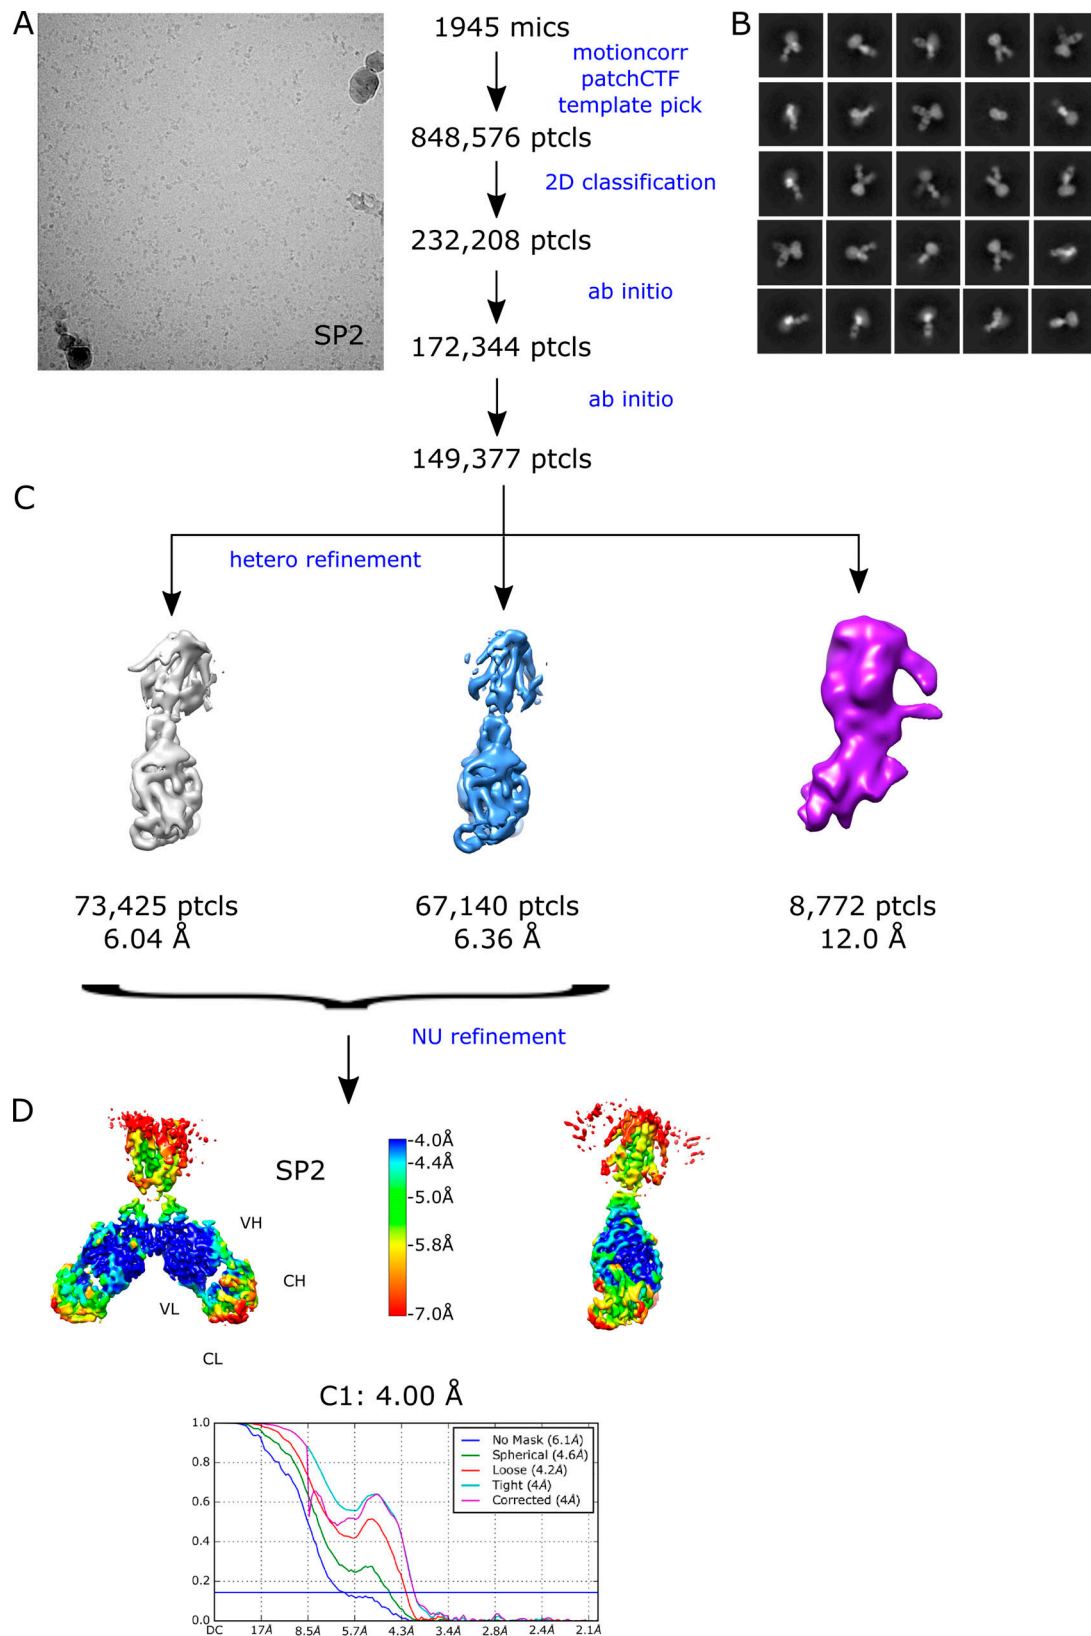 A
1945 mics
B
motioncorr
patchCTF
template pick
848,576 ptcls
2D classification
232,208 ptcls
ab initio
SP2
172,344 ptcls
ab initio
149,377 ptcls
C
hetero refinement
73,425 ptcls
6.04 Å
67,140 ptcls
6.36 Å
8,772 ptcls
12.0 Å
NU refinement
D
SP2
-4.0Å
-4.4Å
-5.0Å
-5.8Å
-7.0Å
VH
CH
VL
CL
C1: 4.00 Å
1.0
0.8
0.6
0.4
0.2
0.0
No Mask (6.1Å)
Spherical (4.6Å)
Loose (4.2Å)
Tight (4Å)
Corrected (4Å)
DC 17Å 8.5Å 5.7Å 4.3Å 3.4Å 2.8Å 2.4Å 2.1Å